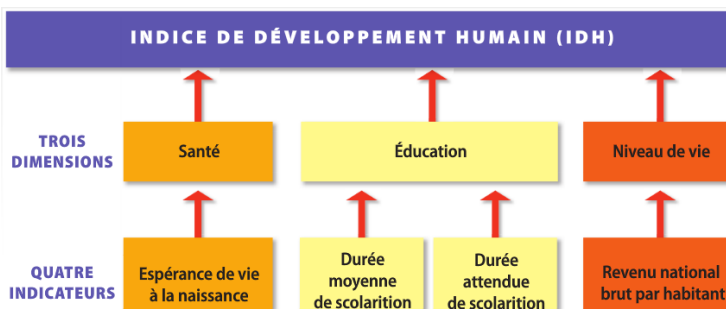 INDICE DE DÉVELOPPEMENT HUMAIN (IDH)
TROIS
DIMENSIONS
Santé
Éducation
Niveau de vie
QUATRE
INDICATEURS
Espérance de vie
à la naissance
Durée
moyenne
de scolarition
Durée
attendue
de scolarition
Revenu national
brut par habitant